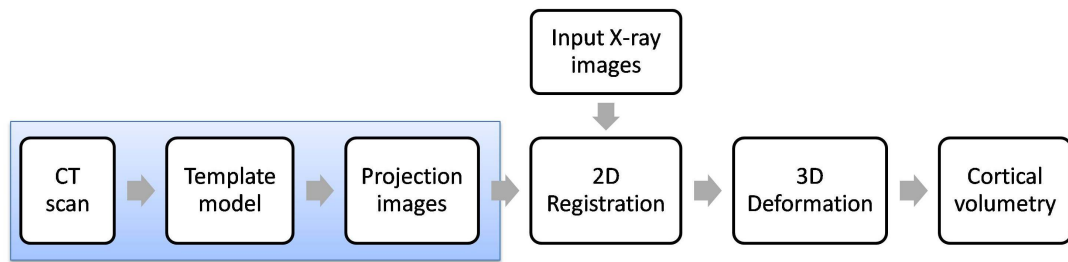 Input X-ray
images
CT
scan
Template
model
Projection
images
2D
Registration
3D
Deformation
Cortical
volumetry